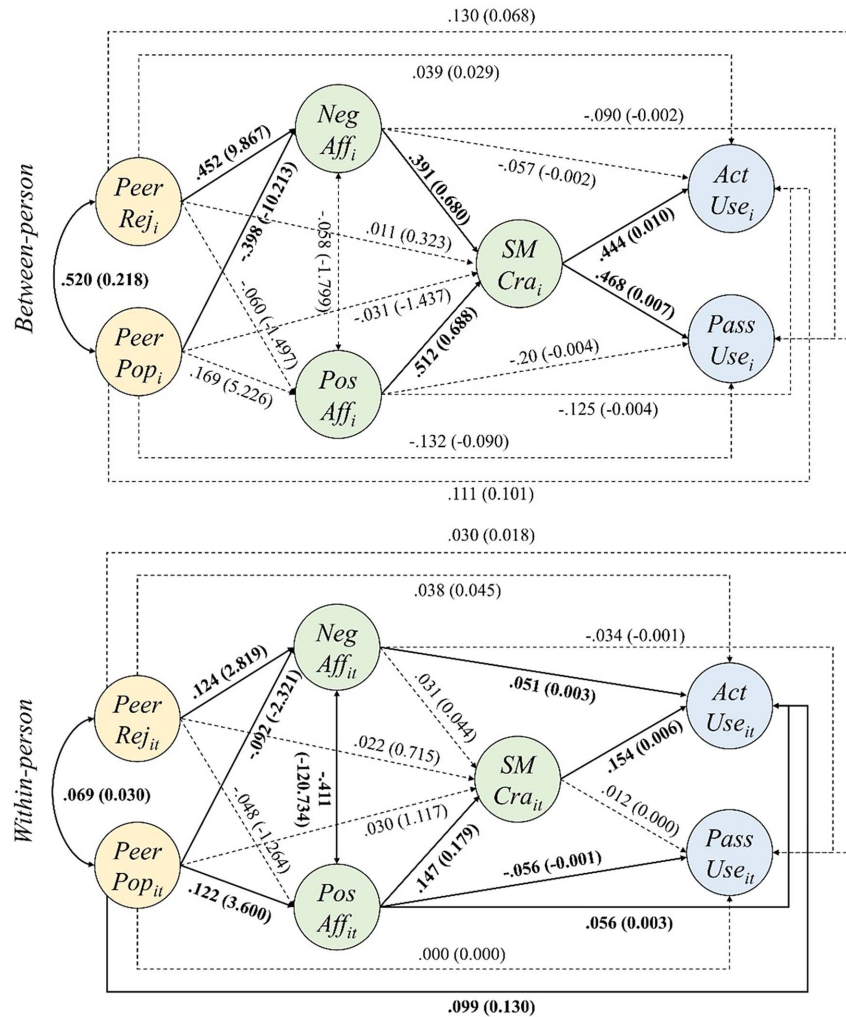 .130 (0.068)
.039 (0.029)
Between-person
Neg
Aff_i
-.090 (-0.002)
-.057 (-0.002)
Act
Use_i
.452 (9.867)
Peer
Rej_i
-.398 (-10.213)
.391 (0.680)
-.058 (-1.799)
.011 (0.323)
SM
Cra_i
.444 (0.010)
.520 (0.218)
.468 (0.007)
-.031 (-1.437)
-.060 (-1.497)
Peer
Pop_i
.169 (5.226)
Pos
Aff_i
.512 (0.688)
-.20 (-0.004)
Pass
Use_i
-.125 (-0.004)
-.132 (-0.090)
.111 (0.101)
.030 (0.018)
.038 (0.045)
Within-person
Neg
Aff_it
-.034 (-0.001)
.051 (0.003)
Act
Use_it
.124 (2.819)
Peer
Rej_it
-.092 (-2.321)
.031 (0.044)
.022 (0.715)
-.411
(-120.734)
SM
Cra_it
.154 (0.006)
.069 (0.030)
.012 (0.000)
-.048 (-1.264)
.030 (1.117)
Peer
Pop_it
.122 (3.600)
Pos
Aff_it
.147 (0.179)
-.056 (-0.001)
Pass
Use_it
.056 (0.003)
.000 (0.000)
.099 (0.130)